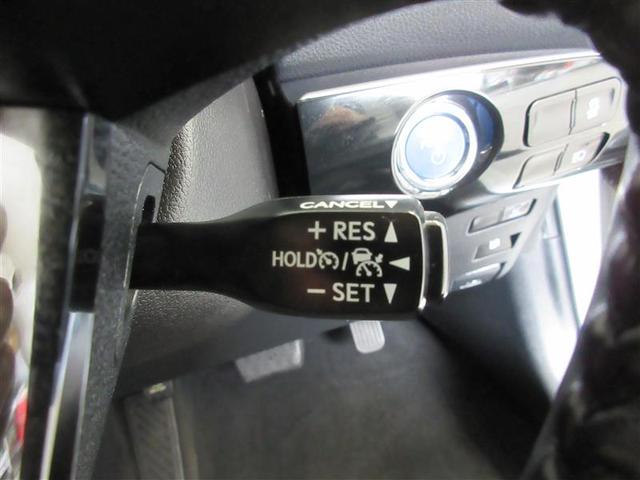 CANCEL▼
+ RES ▲
HOLD / ◀
− SET ▼